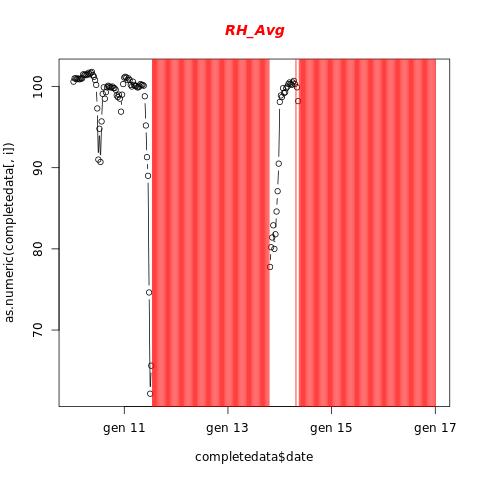 RH_Avg
as.numeric(completedata[, i])
100
90
80
70
gen 11
gen 13
gen 15
gen 17
completedata$date